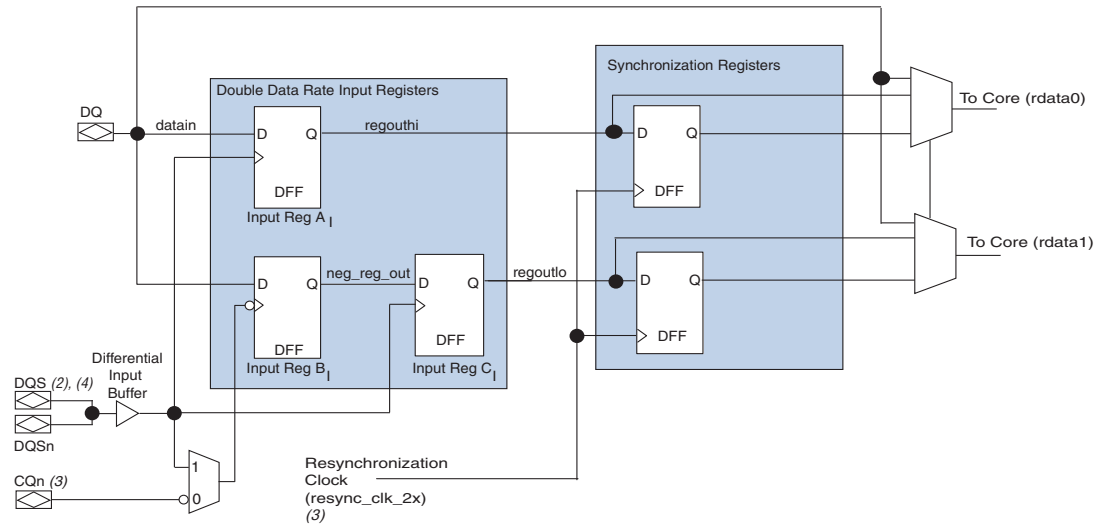 Synchronization Registers
Double Data Rate Input Registers
To Core (rdata0)
DQ
datain
D
Q
regouthi
D
Q
DFF
DFF
Input Reg A I
To Core (rdata1)
neg_reg_out
regoutlo
D
Q
D
Q
D
Q
DFF
DFF
DFF
Input Reg B I
Input Reg C I
Differential
Input
Buffer
DQS (2), (4)
DQSn
CQn (3)
1
0
Resynchronization
Clock
(resync_clk_2x)
(3)